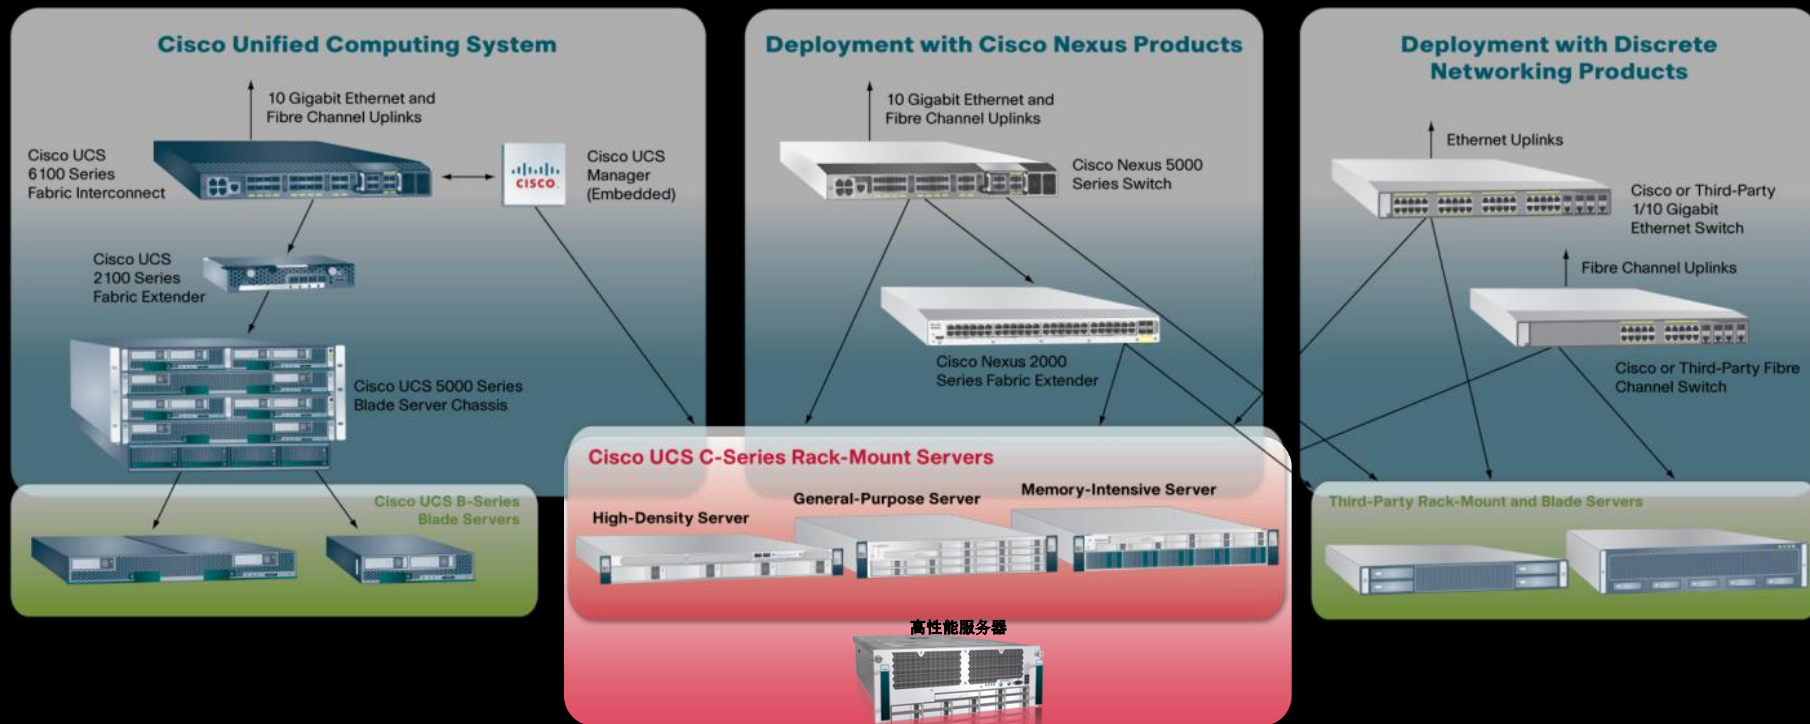 Cisco Unified Computing System
10 Gigabit Ethernet and
Fibre Channel Uplinks
Cisco UCS
6100 Series
Fabric Interconnect
CISCO
Cisco UCS
Manager
(Embedded)
Cisco UCS
2100 Series
Fabric Extender
Cisco UCS 5000 Series
Blade Server Chassis
Cisco UCS B-Series
Blade Servers
Deployment with Cisco Nexus Products
10 Gigabit Ethernet and
Fibre Channel Uplinks
Cisco Nexus 5000
Series Switch
Cisco Nexus 2000
Series Fabric Extender
Cisco UCS C-Series Rack-Mount Servers
High-Density Server
General-Purpose Server
Memory-Intensive Server
高性能服务器
Deployment with Discrete
Networking Products
Ethernet Uplinks
Cisco or Third-Party
1/10 Gigabit
Ethernet Switch
Fibre Channel Uplinks
Cisco or Third-Party Fibre
Channel Switch
Third-Party Rack-Mount and Blade Servers